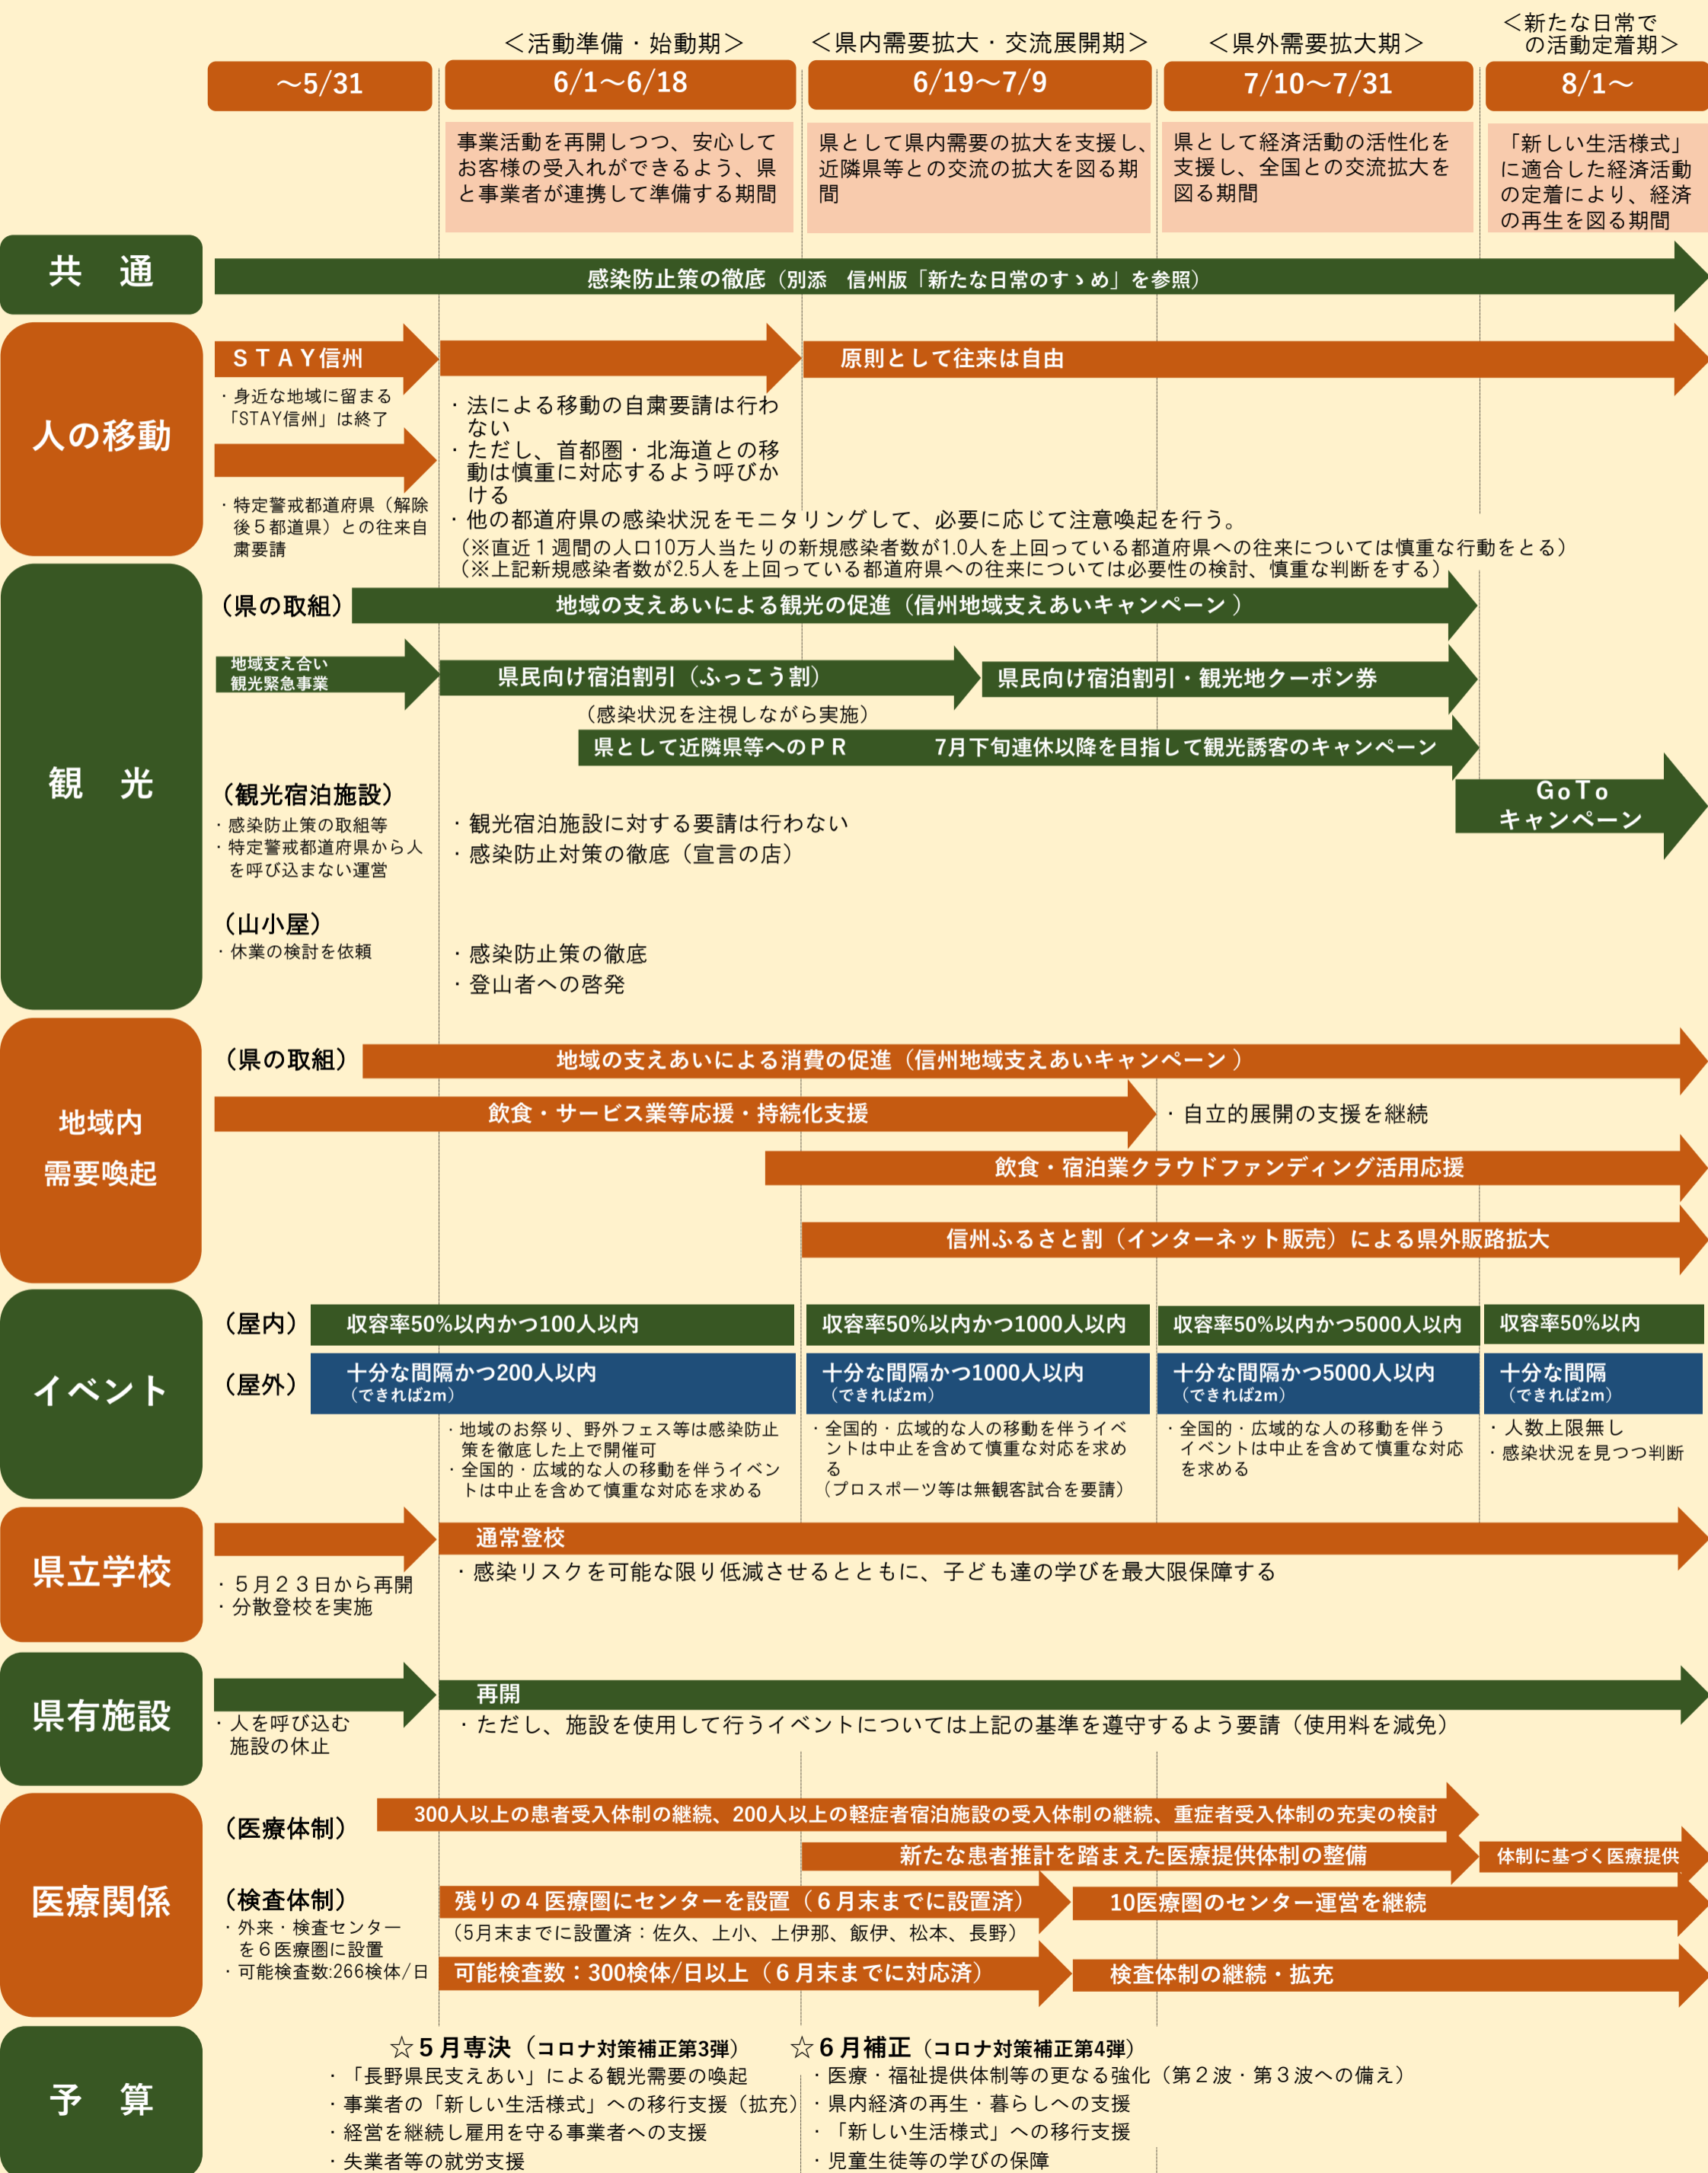 ＜活動準備・始動期＞
＜県内需要拡大・交流展開期＞
＜県外需要拡大期＞
＜新たな日常で
の活動定着期＞
～5/31
6/1～6/18
6/19～7/9
7/10～7/31
8/1～
事業活動を再開しつつ、安心して
お客様の受入れができるよう、県
と事業者が連携して準備する期間
県として県内需要の拡大を支援し、
近隣県等との交流の拡大を図る期
間
県として経済活動の活性化を
支援し、全国との交流拡大を
図る期間
「新しい生活様式」
に適合した経済活動
の定着により、経済
の再生を図る期間
共　通
感染防止策の徹底（別添　信州版「新たな日常のすゝめ」を参照）
人の移動
ＳＴＡＹ信州
・身近な地域に留まる
「STAY信州」は終了
・特定警戒都道府県（解除
後５都道県）との往来自
粛要請
・法による移動の自粛要請は行わ
ない
・ただし、首都圏・北海道との移
動は慎重に対応するよう呼びか
ける
原則として往来は自由
・他の都道府県の感染状況をモニタリングして、必要に応じて注意喚起を行う。
（※直近１週間の人口10万人当たりの新規感染者数が1.0人を上回っている都道府県への往来については慎重な行動をとる）
（※上記新規感染者数が2.5人を上回っている都道府県への往来については必要性の検討、慎重な判断をする）
観　光
（県の取組）
地域の支えあいによる観光の促進（信州地域支えあいキャンペーン ）
地域支え合い
観光緊急事業
県民向け宿泊割引（ふっこう割）
県民向け宿泊割引・観光地クーポン券
（感染状況を注視しながら実施）
県として近隣県等へのＰＲ
7月下旬連休以降を目指して観光誘客のキャンペーン
GoTo
キャンペーン
（観光宿泊施設）
・感染防止策の取組等
・特定警戒都道府県から人
を呼び込まない運営
・観光宿泊施設に対する要請は行わない
・感染防止対策の徹底（宣言の店）
（山小屋）
・休業の検討を依頼
・感染防止策の徹底
・登山者への啓発
地域内
需要喚起
（県の取組）
地域の支えあいによる消費の促進（信州地域支えあいキャンペーン ）
飲食・サービス業等応援・持続化支援
・自立的展開の支援を継続
飲食・宿泊業クラウドファンディング活用応援
信州ふるさと割（インターネット販売）による県外販路拡大
イベント
（屋内）
収容率50%以内かつ100人以内
収容率50%以内かつ1000人以内
収容率50%以内かつ5000人以内
収容率50%以内
（屋外）
十分な間隔かつ200人以内
（できれば2m）
十分な間隔かつ1000人以内
（できれば2m）
十分な間隔かつ5000人以内
（できれば2m）
十分な間隔
（できれば2m）
・地域のお祭り、野外フェス等は感染防止
策を徹底した上で開催可
・全国的・広域的な人の移動を伴うイベン
トは中止を含めて慎重な対応を求める
・全国的・広域的な人の移動を伴うイベ
ントは中止を含めて慎重な対応を求め
る
（プロスポーツ等は無観客試合を要請）
・全国的・広域的な人の移動を伴う
イベントは中止を含めて慎重な対応
を求める
・人数上限無し
・感染状況を見つつ判断
県立学校
・５月２３日から再開
・分散登校を実施
通常登校
・感染リスクを可能な限り低減させるとともに、子ども達の学びを最大限保障する
県有施設
・人を呼び込む
施設の休止
再開
・ただし、施設を使用して行うイベントについては上記の基準を遵守するよう要請（使用料を減免）
医療関係
（医療体制）
300人以上の患者受入体制の継続、200人以上の軽症者宿泊施設の受入体制の継続、重症者受入体制の充実の検討
新たな患者推計を踏まえた医療提供体制の整備
体制に基づく医療提供
（検査体制）
・外来・検査センター
を６医療圏に設置
・可能検査数:266検体/日
残りの４医療圏にセンターを設置（６月末までに設置済）
10医療圏のセンター運営を継続
（5月末までに設置済：佐久、上小、上伊那、飯伊、松本、長野）
可能検査数：300検体/日以上（６月末までに対応済）
検査体制の継続・拡充
予　算
☆５月専決（コロナ対策補正第3弾）
・「長野県民支えあい」による観光需要の喚起
・事業者の「新しい生活様式」への移行支援（拡充）
・経営を継続し雇用を守る事業者への支援
・失業者等の就労支援
☆６月補正（コロナ対策補正第4弾）
・医療・福祉提供体制等の更なる強化（第２波・第３波への備え）
・県内経済の再生・暮らしへの支援
・「新しい生活様式」への移行支援
・児童生徒等の学びの保障